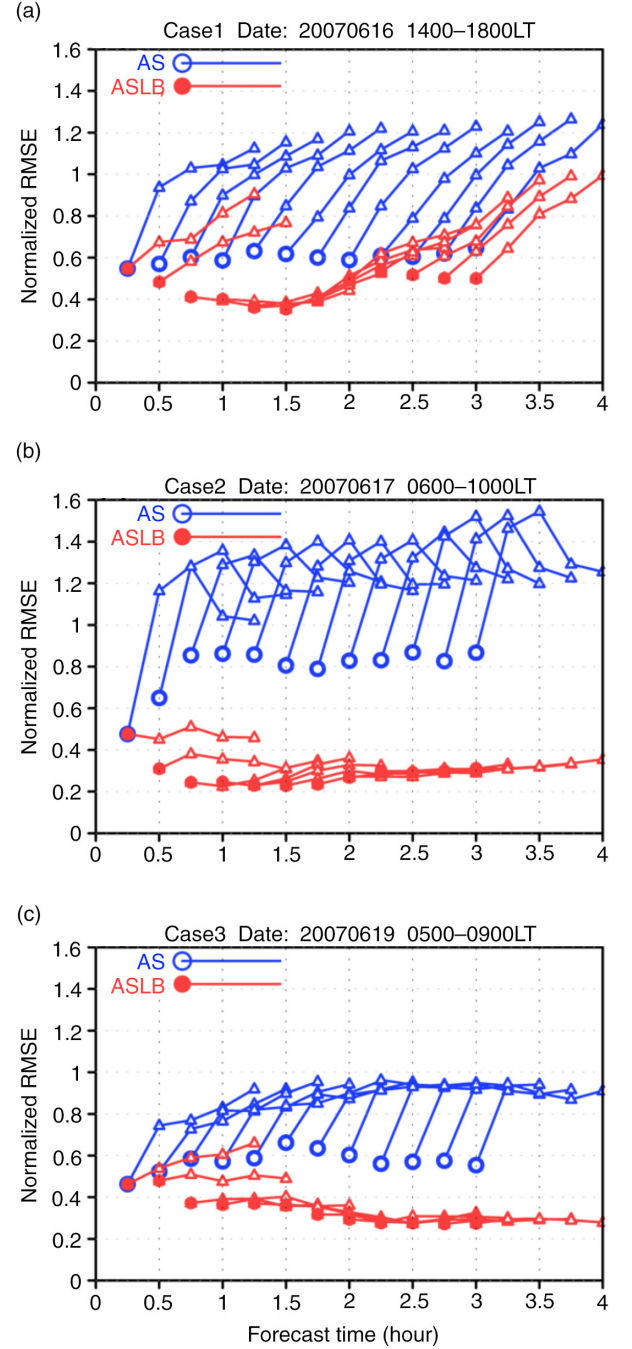 (a)
Case1 Date: 20070616 1400–1800LT
AS
ASLB
Normalized RMSE
1.6
1.4
1.2
1
0.8
0.6
0.4
0.2
0
0 0.5 1 1.5 2 2.5 3 3.5 4
(b)
Case2 Date: 20070617 0600–1000LT
AS
ASLB
Normalized RMSE
1.6
1.4
1.2
1
0.8
0.6
0.4
0.2
0
0 0.5 1 1.5 2 2.5 3 3.5 4
(c)
Case3 Date: 20070619 0500–0900LT
AS
ASLB
Normalized RMSE
1.6
1.4
1.2
1
0.8
0.6
0.4
0.2
0
0 0.5 1 1.5 2 2.5 3 3.5 4
Forecast time (hour)